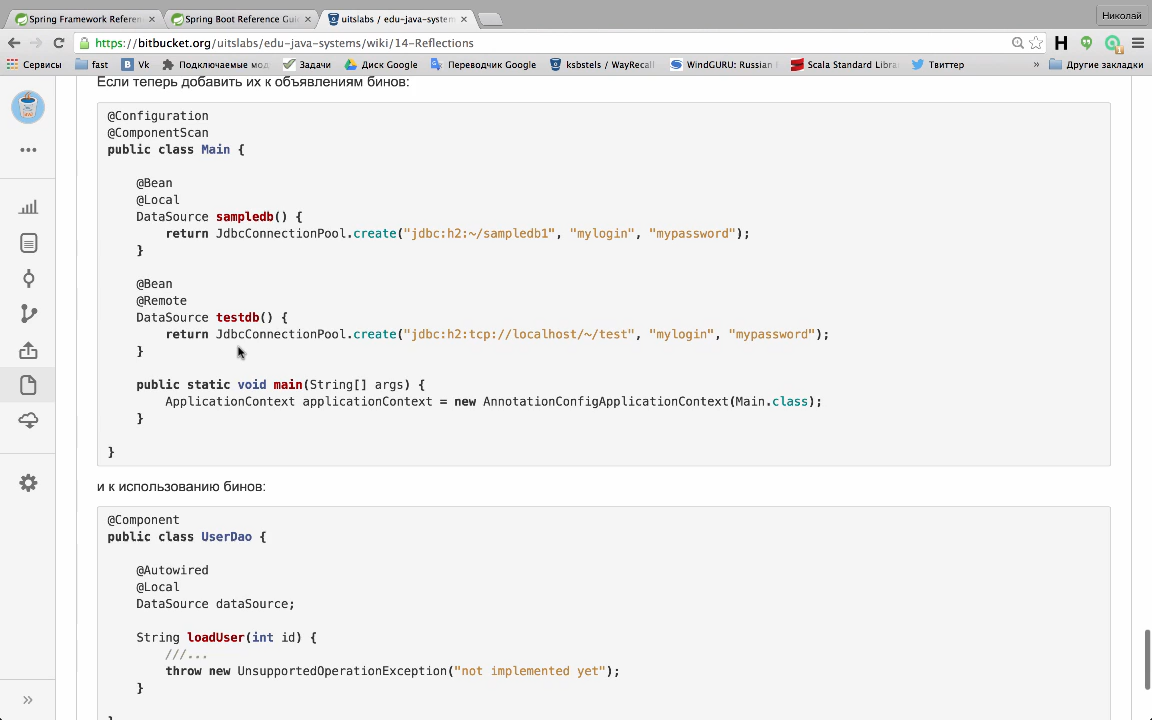 Spring Framework Referen
Spring Boot Reference Guid
uitslabs / edu-java-system
Николай
https://bitbucket.org/uitslabs/edu-java-systems/wiki/14-Reflections
Сервисы
fast
Vk
Подключаемые мод
Задачи
Диск Google
Переводчик Google
ksbstels / WayRecall
WindGURU: Russian F
Scala Standard Libra
Твиттер
»
Другие закладки
Если теперь добавить их к объявлениям бинов:
@Configuration
@ComponentScan
public class Main {
@Bean
@Local
DataSource sampledb() {
return JdbcConnectionPool.create("jdbc:h2:~/sampledb1", "mylogin", "mypassword");
}
@Bean
@Remote
DataSource testdb() {
return JdbcConnectionPool.create("jdbc:h2:tcp://localhost/~/test", "mylogin", "mypassword");
}
public static void main(String[] args) {
ApplicationContext applicationContext = new AnnotationConfigApplicationContext(Main.class);
}
}
и к использованию бинов:
@Component
public class UserDao {
@Autowired
@Local
DataSource dataSource;
String loadUser(int id) {
///...
throw new UnsupportedOperationException("not implemented yet");
}
}